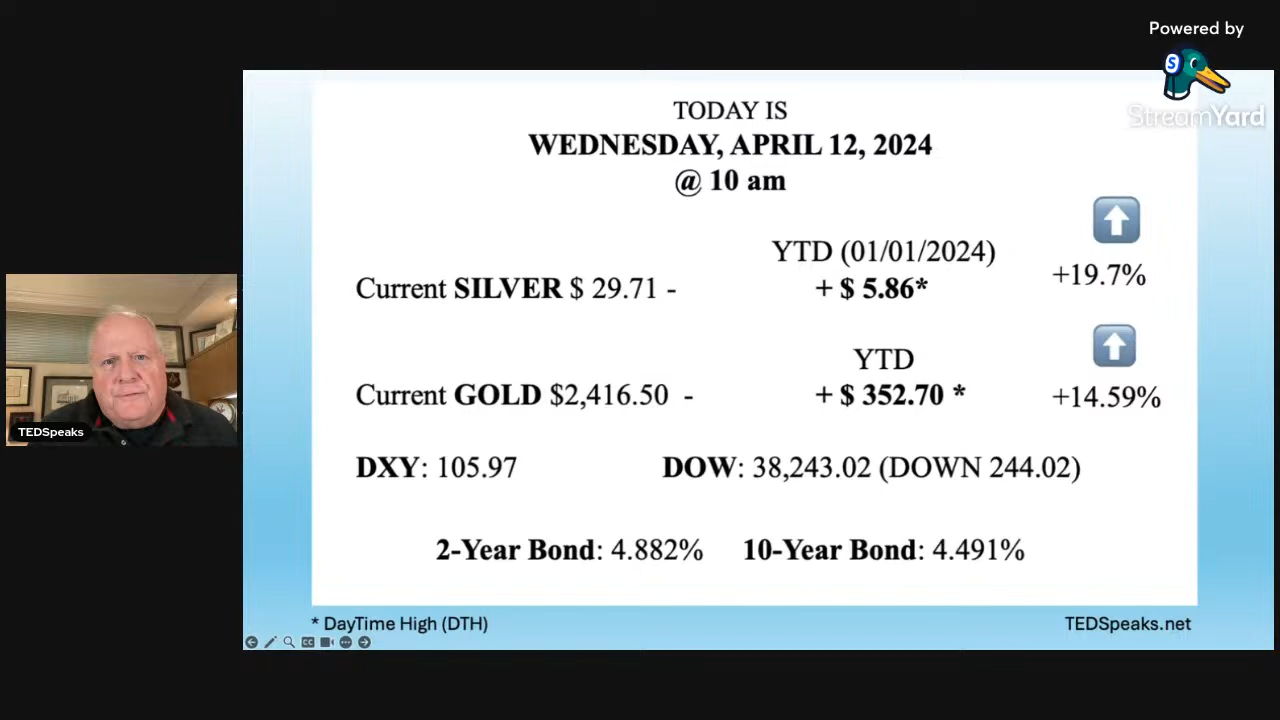 Powered by
StreamYard
TODAY IS
WEDNESDAY, APRIL 12, 2024
@ 10 am
YTD (01/01/2024)
Current SILVER $ 29.71 - + $ 5.86* +19.7%
YTD
Current GOLD $2,416.50 - + $ 352.70 * +14.59%
DXY: 105.97 DOW: 38,243.02 (DOWN 244.02)
2-Year Bond: 4.882% 10-Year Bond: 4.491%
* DayTime High (DTH) TEDSpeaks.net
TEDSpeaks